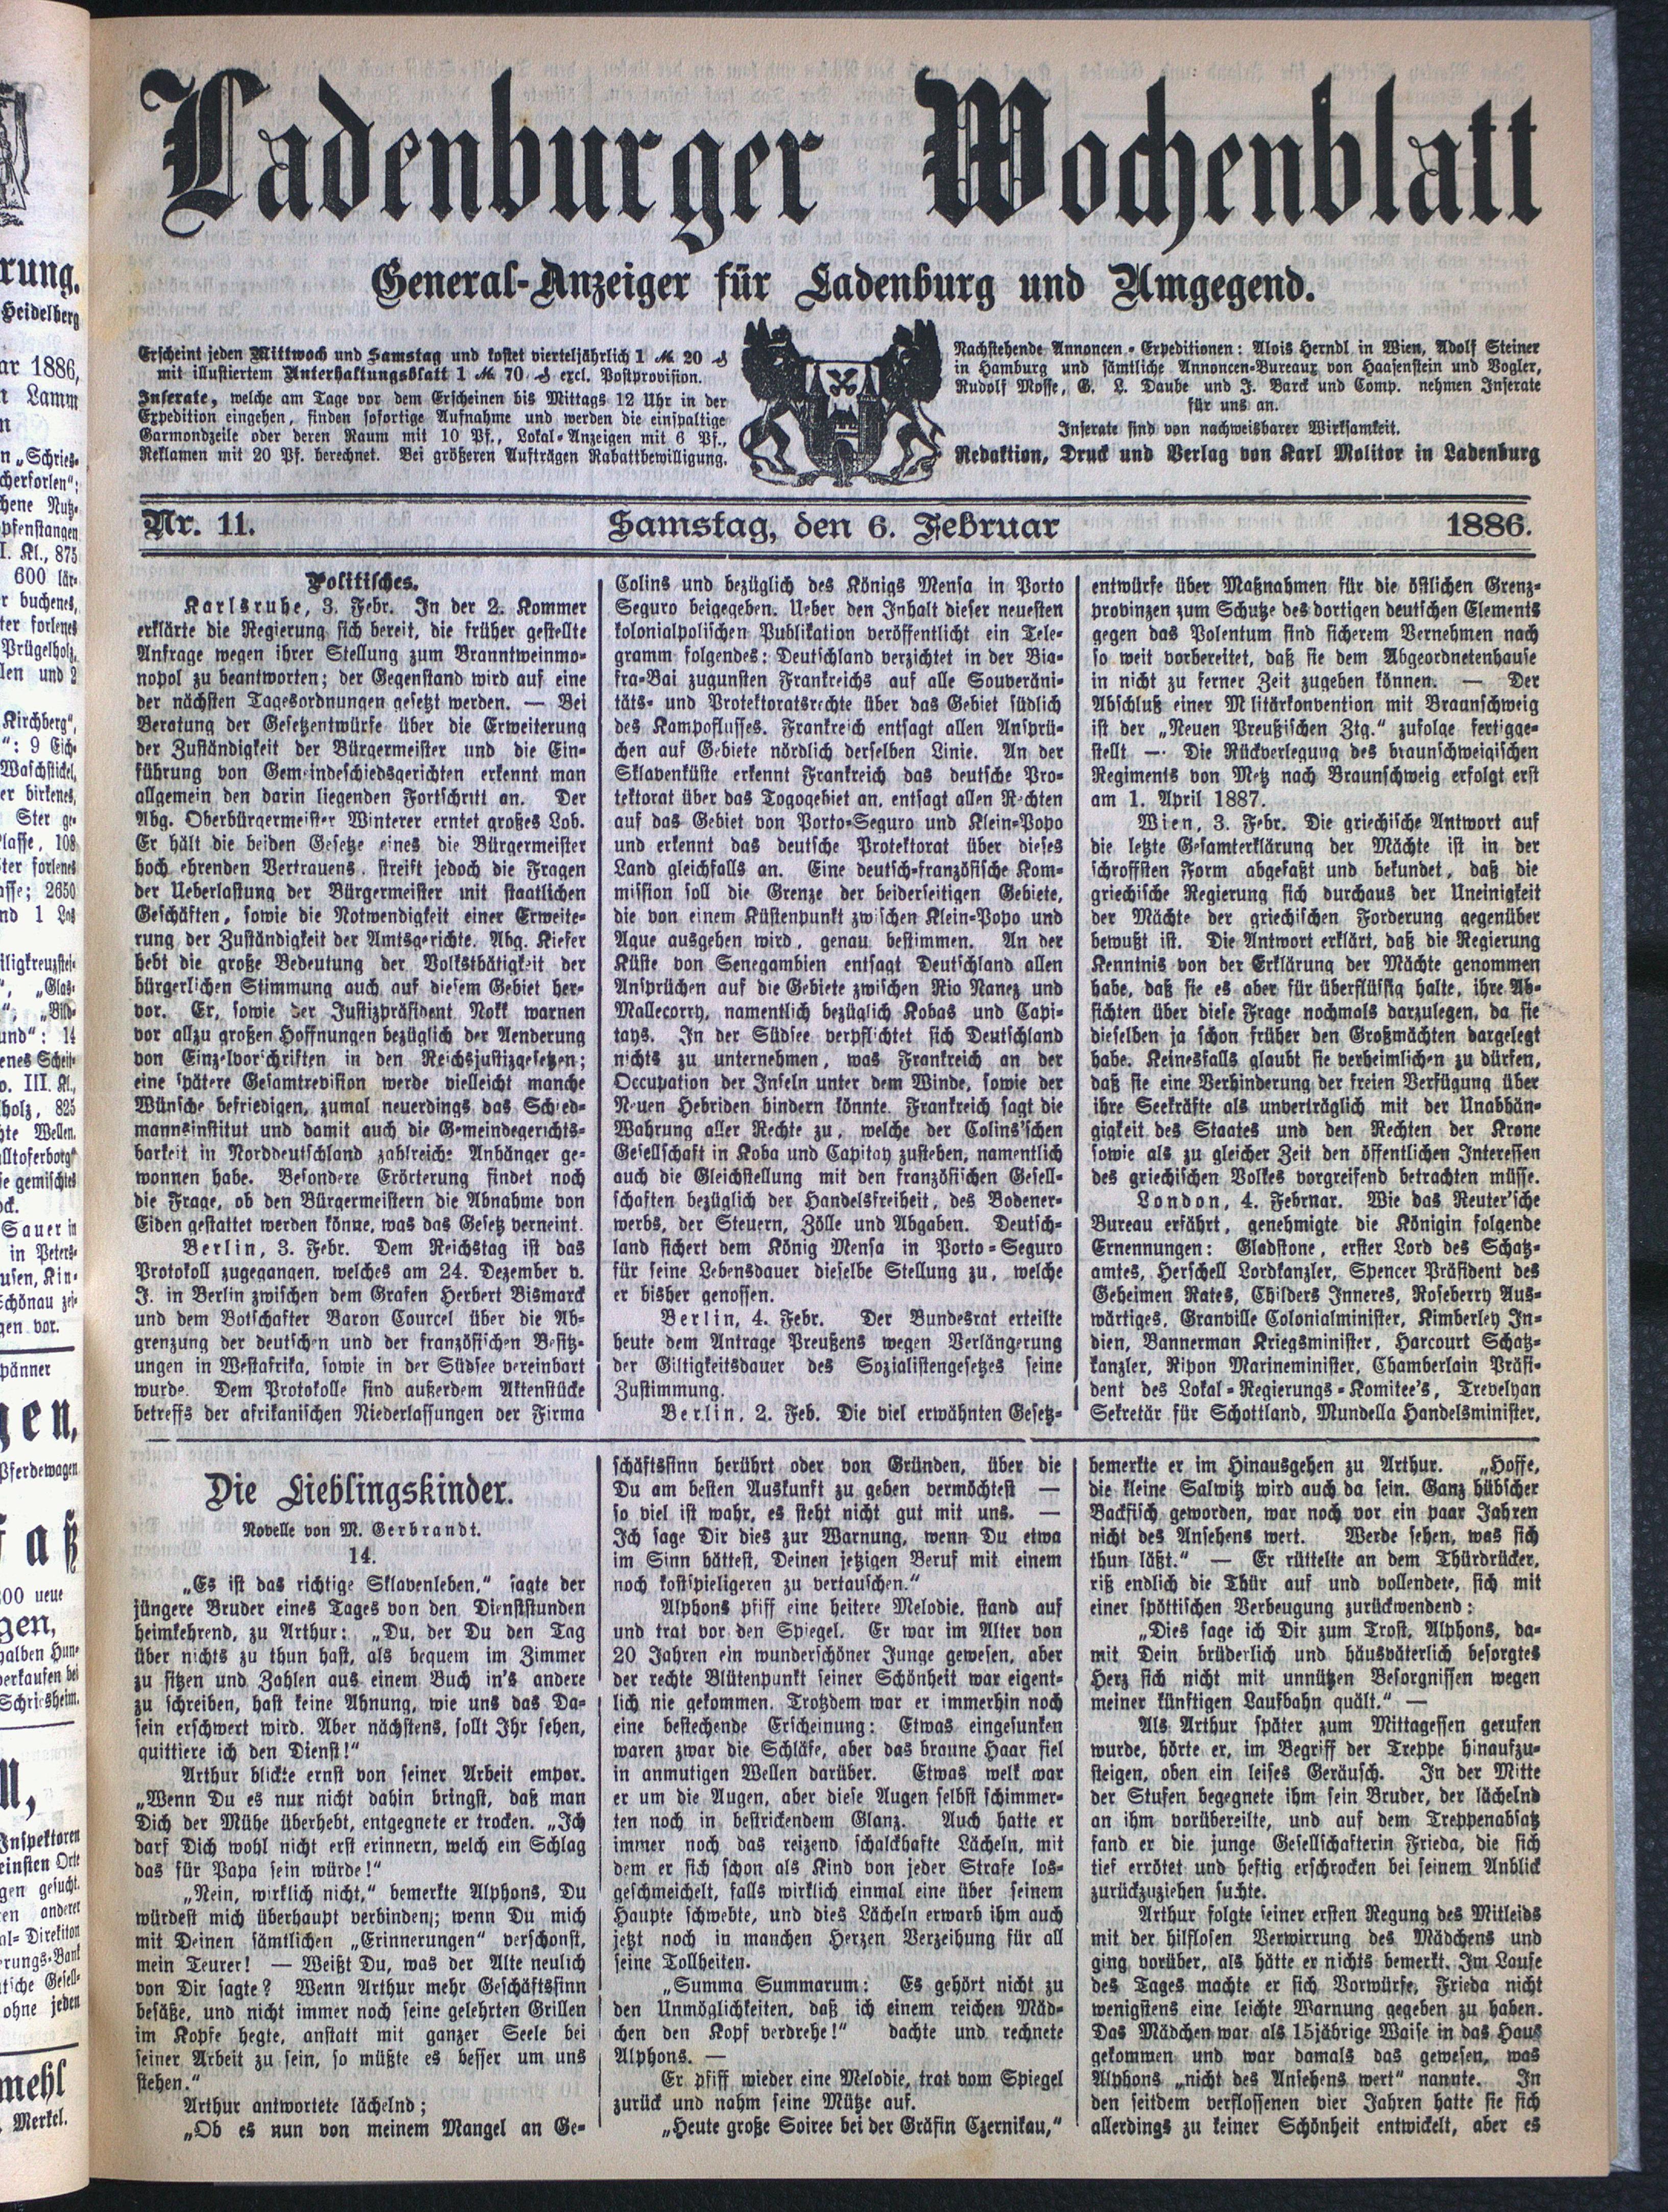 Ladenburger Wochenblatt
General-Anzeiger für Ladenburg und Umgegend.
Erscheint jeden Mittwoch und Samstag und kostet vierteljährlich 1 ℳ 20 ₰
mit illustriertem Unterhaltungsblatt 1 ℳ 70 ₰ excl. Postprovision.
Inserate, welche am Tage vor dem Erscheinen bis Mittags 12 Uhr in der
Expedition eingehen, finden sofortige Aufnahme und werden die einspaltige
Garmondzeile oder deren Raum mit 10 Pf., Lokal-Anzeigen mit 6 Pf.,
Reklamen mit 20 Pf. berechnet. Bei größeren Aufträgen Rabattbewilligung.
Nachstehende Annoncen-Expeditionen: Alois Herndl in Wien, Adolf Steiner
in Hamburg und sämtliche Annoncen-Bureaux von Haasenstein und Vogler,
Rudolf Mosse, G. L. Daube und J. Barck und Comp. nehmen Inserate
für uns an.
Inserate sind von nachweisbarer Wirksamkeit.
Redaktion, Druck und Verlag von Karl Molitor in Ladenburg
Nr. 11.
Samstag, den 6. Februar
1886.
Politisches.
Karlsruhe, 3. Febr. In der 2. Kommer
erklärte die Regierung sich bereit, die früher gestellte
Anfrage wegen ihrer Stellung zum Branntweinmo-
nopol zu beantworten; der Gegenstand wird auf eine
der nächsten Tagesordnungen gesetzt werden. — Bei
Beratung der Gesetzentwürfe über die Erweiterung
der Zuständigkeit der Bürgermeister und die Ein-
führung von Gemeindeschiedsgerichten erkennt man
allgemein den darin liegenden Fortschritt an. Der
Abg. Oberbürgermeister Winterer erntet großes Lob.
Er hält die beiden Gesetze eines die Bürgermeister
hoch ehrenden Vertrauens, streift jedoch die Fragen
der Ueberlastung der Bürgermeister mit staatlichen
Geschäften, sowie die Notwendigkeit einer Erweite-
rung der Zuständigkeit der Amtsgerichte. Abg. Kiefer
hebt die große Bedeutung der Volksthätigkeit der
bürgerlichen Stimmung auch auf diesem Gebiet her-
vor. Er, sowie der Justizpräsident Nokk warnen
vor allzu großen Hoffnungen bezüglich der Aenderung
von Einzelvorschriften in den Reichsjustizgesetzen;
eine spätere Gesamtrevision werde vielleicht manche
Wünsche befriedigen, zumal neuerdings das Schied-
mannsinstitut und damit auch die Gemeindegerichts-
barkeit in Norddeutschland zahlreiche Anhänger ge-
wonnen habe. Besondere Erörterung findet noch
die Frage, ob den Bürgermeistern die Abnahme von
Eiden gestattet werden könne, was das Gesetz verneint.
Berlin, 3. Febr. Dem Reichstag ist das
Protokoll zugegangen, welches am 24. Dezember v.
J. in Berlin zwischen dem Grafen Herbert Bismarck
und dem Botschafter Baron Courcel über die Ab-
grenzung der deutschen und der französischen Besitz-
ungen in Westafrika, sowie in der Südsee vereinbart
wurde. Dem Protokolle sind außerdem Aktenstücke
betreffs der afrikanischen Niederlassungen der Firma
Colins und bezüglich des Königs Mensa in Porto
Seguro beigegeben. Ueber den Inhalt dieser neuesten
kolonialpolischen Publikation veröffentlicht ein Tele-
gramm folgendes: Deutschland verzichtet in der Bia-
fra-Bai zugunsten Frankreichs auf alle Souveräni-
täts- und Protektoratsrechte über das Gebiet südlich
des Kampoflusses. Frankreich entsagt allen Ansprü-
chen auf Gebiete nördlich derselben Linie. An der
Sklavenküste erkennt Frankreich das deutsche Pro-
tektorat über das Togogebiet an, entsagt allen Rechten
auf das Gebiet von Porto-Seguro und Klein-Popo
und erkennt das deutsche Protektorat über dieses
Land gleichfalls an. Eine deutsch-französische Kom-
mission soll die Grenze der beiderseitigen Gebiete,
die von einem Küstenpunkt zwischen Klein-Popo und
Ague ausgehen wird, genau bestimmen. An der
Küste von Senegambien entsagt Deutschland allen
Ansprüchen auf die Gebiete zwischen Rio Nanez und
Mallecorry, namentlich bezüglich Kobas und Capi-
tays. In der Südsee verpflichtet sich Deutschland
nichts zu unternehmen, was Frankreich an der
Occupation der Inseln unter dem Winde, sowie der
Neuen Hebriden hindern könnte. Frankreich sagt die
Wahrung aller Rechte zu, welche der Colins'schen
Gesellschaft in Koba und Capitay zustehen, namentlich
auch die Gleichstellung mit den französischen Gesell-
schaften bezüglich der Handelsfreiheit, des Bodener-
werbs, der Steuern, Zölle und Abgaben. Deutsch-
land sichert dem König Mensa in Porto-Seguro
für seine Lebensdauer dieselbe Stellung zu, welche
er bisher genossen.
Berlin, 4. Febr. Der Bundesrat erteilte
heute dem Antrage Preußens wegen Verlängerung
der Giltigkeitsdauer des Sozialistengesetzes seine
Zustimmung.
Berlin, 2. Feb. Die viel erwähnten Gesetz-
entwürfe über Maßnahmen für die östlichen Grenz-
provinzen zum Schutze des dortigen deutschen Elements
gegen das Polentum sind sicherem Vernehmen nach
so weit vorbereitet, daß sie dem Abgeordnetenhause
in nicht zu ferner Zeit zugehen können. — Der
Abschluß einer Militärkonvention mit Braunschweig
ist der „Neuen Preußischen Ztg.“ zufolge fertigge-
stellt — Die Rückverlegung des braunschweigischen
Regiments von Metz nach Braunschweig erfolgt erst
am 1. April 1887.
Wien, 3. Febr. Die griechische Antwort auf
die letzte Gesamterklärung der Mächte ist in der
schroffsten Form abgefaßt und bekundet, daß die
griechische Regierung sich durchaus der Uneinigkeit
der Mächte der griechischen Forderung gegenüber
bewußt ist. Die Antwort erklärt, daß die Regierung
Kenntnis von der Erklärung der Mächte genommen
habe, daß sie es aber für überflüssig halte, ihre Ab-
sichten über diese Frage nochmals darzulegen, da sie
dieselben ja schon früher den Großmächten dargelegt
habe. Keinesfalls glaubt sie verheimlichen zu dürfen,
daß sie eine Verhinderung der freien Verfügung über
ihre Seekräfte als unverträglich mit der Unabhän-
gigkeit des Staates und den Rechten der Krone
sowie als zu gleicher Zeit den öffentlichen Interessen
des griechischen Volkes vorgreifend betrachten müsse.
London, 4. Februar. Wie das Reuter'sche
Bureau erfährt, genehmigte die Königin folgende
Ernennungen: Gladstone, erster Lord des Schatz-
amtes, Herschell Lordkanzler, Spencer Präsident des
Geheimen Rates, Childers Inneres, Roseberry Aus-
wärtiges, Granville Colonialminister, Kimberley In-
dien, Bannerman Kriegsminister, Harcourt Schatz-
kanzler, Ripon Marineminister, Chamberlain Präsi-
dent des Lokal-Regierungs-Komitee's, Trevelyan
Sekretär für Schottland, Mundella Handelsminister,
Die Lieblingskinder.
Novelle von M. Gerbrandt.
14.
„Es ist das richtige Sklavenleben,“ sagte der
jüngere Bruder eines Tages von den Dienststunden
heimkehrend, zu Arthur: „Du, der Du den Tag
über nichts zu thun hast, als bequem im Zimmer
zu sitzen und Zahlen aus einem Buch in's andere
zu schreiben, hast keine Ahnung, wie uns das Da-
sein erschwert wird. Aber nächstens, sollt Ihr sehen,
quittiere ich den Dienst!“
Arthur blickte ernst von seiner Arbeit empor.
„Wenn Du es nur nicht dahin bringst, daß man
Dich der Mühe überhebt, entgegnete er trocken. „Ich
darf Dich wohl nicht erst erinnern, welch ein Schlag
das für Papa sein würde!“
„Nein, wirklich nicht,“ bemerkte Alphons, Du
würdest mich überhaupt verbinden; wenn Du mich
mit Deinen sämtlichen „Erinnerungen“ verschonst,
mein Teurer! — Weißt Du, was der Alte neulich
von Dir sagte? Wenn Arthur mehr Geschäftssinn
besäße, und nicht immer noch seine gelehrten Grillen
im Kopfe hegte, anstatt mit ganzer Seele bei
seiner Arbeit zu sein, so müßte es besser um uns
stehen.“
Arthur antwortete lächelnd;
„Ob es nun von meinem Mangel an Ge-
schäftssinn herührt oder von Gründen, über die
Du am besten Auskunft zu geben vermöchtest —
so viel ist wahr, es steht nicht gut mit uns. —
Ich sage Dir dies zur Warnung, wenn Du etwa
im Sinn hättest, Deinen jetzigen Beruf mit einem
noch kostspieligeren zu vertauschen.“
Alphons pfiff eine heitere Melodie, stand auf
und trat vor den Spiegel. Er war im Alter von
20 Jahren ein wunderschöner Junge gewesen, aber
der rechte Blütenpunkt seiner Schönheit war eigent-
lich nie gekommen. Trotzdem war er immerhin noch
eine bestechende Erscheinung: Etwas eingesunken
waren zwar die Schläfe, aber das braune Haar fiel
in anmutigen Wellen darüber. Etwas welk war
er um die Augen, aber diese Augen selbst schimmer-
ten noch in bestrickendem Glanz. Auch hatte er
immer noch das reizend schalckhafte Lächeln, mit
dem er sich schon als Kind von jeder Strafe los-
geschmeichelt, falls wirklich einmal eine über seinem
Haupte schwebte, und dies Lächeln erwarb ihm auch
jetzt noch in manchen Herzen Verzeihung für all
seine Tollheiten.
„Summa Summarum: Es gehört nicht zu
den Unmöglichkeiten, daß ich einem reichen Mäd-
chen den Kopf verdrehe!“ dachte und rechnete
Alphons. —
Er pfiff wieder eine Melodie, trat vom Spiegel
zurück und nahm seine Mütze auf.
„Heute große Soiree bei der Gräfin Czernikau,“
bemerkte er im Hinausgehen zu Arthur. „Hoffe,
die kleine Salwitz wird auch da sein. Ganz hübscher
Backfisch geworden, war noch vor ein paar Jahren
nicht des Ansehens wert. Werde sehen, was sich
thun läßt.“ — Er rüttelte an dem Thürdrücker,
riß endlich die Thür auf und vollendete, sich mit
einer spöttischen Verbeugung zurückwendend:
„Dies sage ich Dir zum Trost, Alphons, da-
mit Dein brüderlich und häusväterlich besorgtes
Herz sich nicht mit unnützen Besorgnissen wegen
meiner künftigen Laufbahn quält.“ —
Als Arthur später zum Mittagessen gerufen
wurde, hörte er, im Begriff der Treppe hinaufzu-
steigen, oben ein leises Geräusch. In der Mitte
der Stufen begegnete ihm sein Bruder, der lächelnd
an ihm vorübereilte, und auf dem Treppenabsatz
fand er die junge Gesellschafterin Frieda, die sich
tief errötet und heftig erschrocken bei seinem Anblick
zurückzuziehen suchte.
Arthur folgte seiner ersten Regung des Mitleids
mit der hilflosen Verwirrung des Mädchens und
ging vorüber, als hätte er nichts bemerkt. Im Laufe
des Tages machte er sich Vorwürfe, Frieda nicht
wenigstens eine leichte Warnung gegeben zu haben.
Das Mädchen war als 15jährige Waise in das Haus
gekommen und war damals das gewesen, was
Alphons „nicht des Ansehens wert“ nannte. In
den seitdem verflossenen vier Jahren hatte sie sich
allerdings zu keiner Schönheit entwickelt, aber es